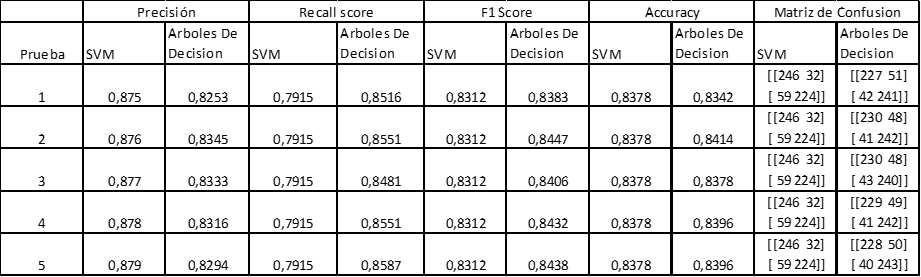 Precisión Recall score F1 Score Accuracy Matriz de Confusion
Prueba SVM Arboles De Decision SVM Arboles De Decision SVM Arboles De Decision SVM Arboles De Decision SVM Arboles De Decision
1 0,875 0,8253 0,7915 0,8516 0,8312 0,8383 0,8378 0,8342 [[246 32] [ 59 224]] [[227 51] [ 42 241]]
2 0,876 0,8345 0,7915 0,8551 0,8312 0,8447 0,8378 0,8414 [[246 32] [ 59 224]] [[230 48] [ 41 242]]
3 0,877 0,8333 0,7915 0,8481 0,8312 0,8406 0,8378 0,8378 [[246 32] [ 59 224]] [[230 48] [ 43 240]]
4 0,878 0,8316 0,7915 0,8551 0,8312 0,8432 0,8378 0,8396 [[246 32] [ 59 224]] [[229 49] [ 41 242]]
5 0,879 0,8294 0,7915 0,8587 0,8312 0,8438 0,8378 0,8396 [[246 32] [ 59 224]] [[228 50] [ 40 243]]